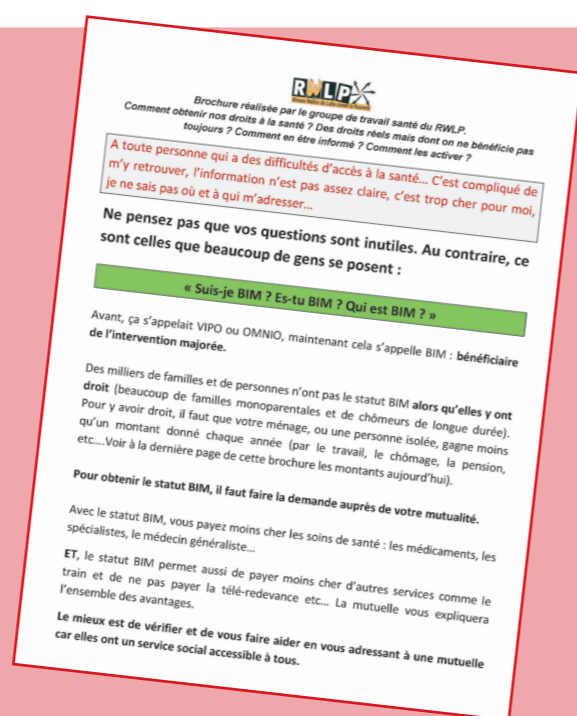 RWLP
Brochure réalisée par le groupe de travail santé du RWLP.
Comment obtenir nos droits à la santé ? Des droits réels mais dont on ne bénéficie pas
toujours ? Comment en être informé ? Comment les activer ?
A toute personne qui a des difficultés d’accès à la santé… C’est compliqué de
m’y retrouver, l’information n’est pas assez claire, c’est trop cher pour moi,
je ne sais pas où et à qui m’adresser…
Ne pensez pas que vos questions sont inutiles. Au contraire, ce
sont celles que beaucoup de gens se posent :
« Suis-je BIM ? Es-tu BIM ? Qui est BIM ? »
Avant, ça s’appelait VIPO ou OMNIO, maintenant cela s’appelle BIM : bénéficiaire
de l’intervention majorée.
Des milliers de familles et de personnes n’ont pas le statut BIM alors qu’elles y ont
droit (beaucoup de familles monoparentales et de chômeurs de longue durée).
Pour y avoir droit, il faut que votre ménage, ou une personne isolée, gagne moins
qu’un montant donné chaque année (par le travail, le chômage, la pension,
etc….Voir à la dernière page de cette brochure les montants aujourd’hui).
Pour obtenir le statut BIM, il faut faire la demande auprès de votre mutualité.
Avec le statut BIM, vous payez moins cher les soins de santé : les médicaments, les
spécialistes, le médecin généraliste…
ET, le statut BIM permet aussi de payer moins cher d’autres services comme le
train et de ne pas payer la télé-redevance etc… La mutuelle vous expliquera
l’ensemble des avantages.
Le mieux est de vérifier et de vous faire aider en vous adressant à une mutuelle
car elles ont un service social accessible à tous.